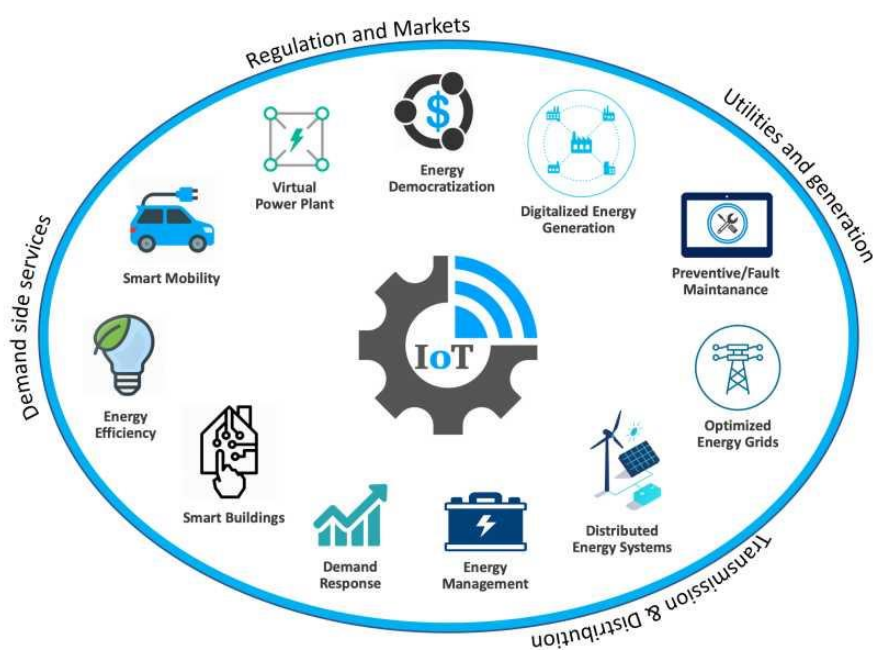 Regulation and Markets
Utilities and generation
Demand side services
Transmission & Distribution
$
Energy
Democratization
Virtual
Power Plant
Digitalized Energy
Generation
Smart Mobility
Preventive/Fault
Maintanance
IoT
Energy
Efficiency
Optimized
Energy Grids
Smart Buildings
Distributed
Energy Systems
Demand
Response
Energy
Management